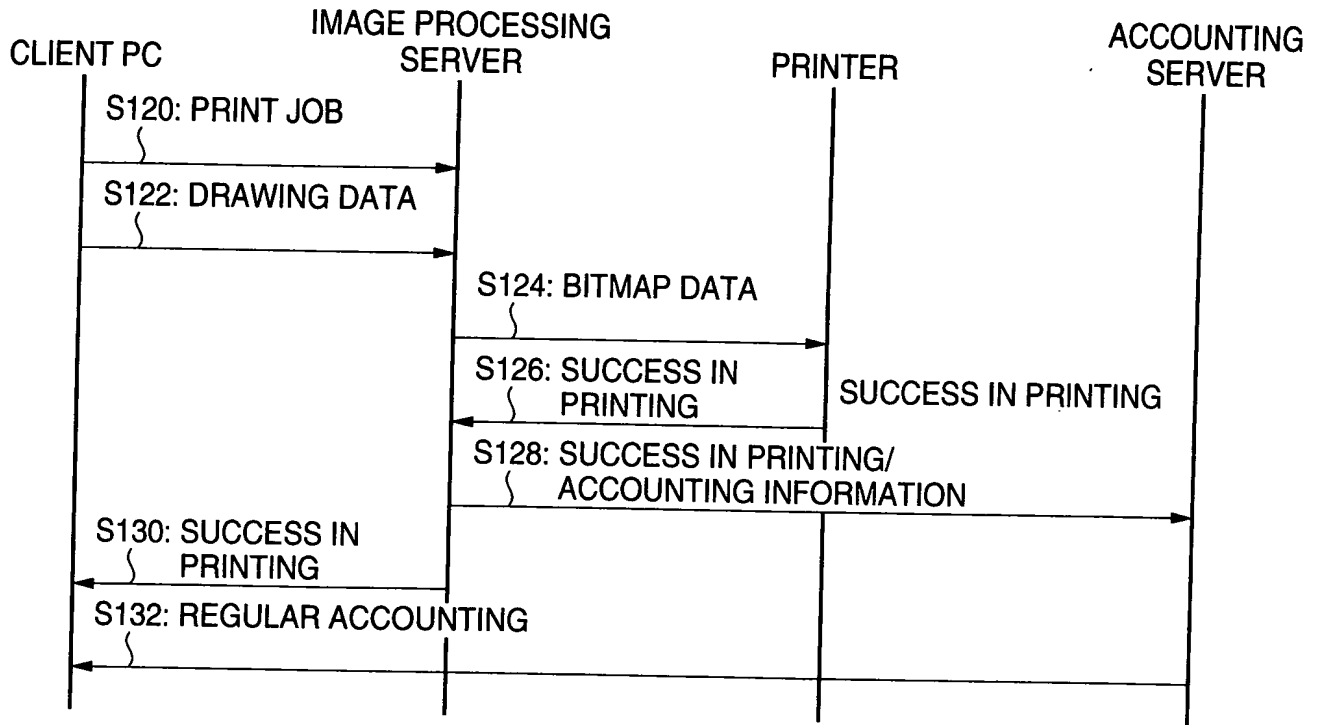 CLIENT PC
IMAGE PROCESSING
SERVER
PRINTER
ACCOUNTING
SERVER
S120: PRINT JOB
S122: DRAWING DATA
S124: BITMAP DATA
S126: SUCCESS IN
PRINTING
SUCCESS IN PRINTING
S128: SUCCESS IN PRINTING/
ACCOUNTING INFORMATION
S130: SUCCESS IN
PRINTING
S132: REGULAR ACCOUNTING